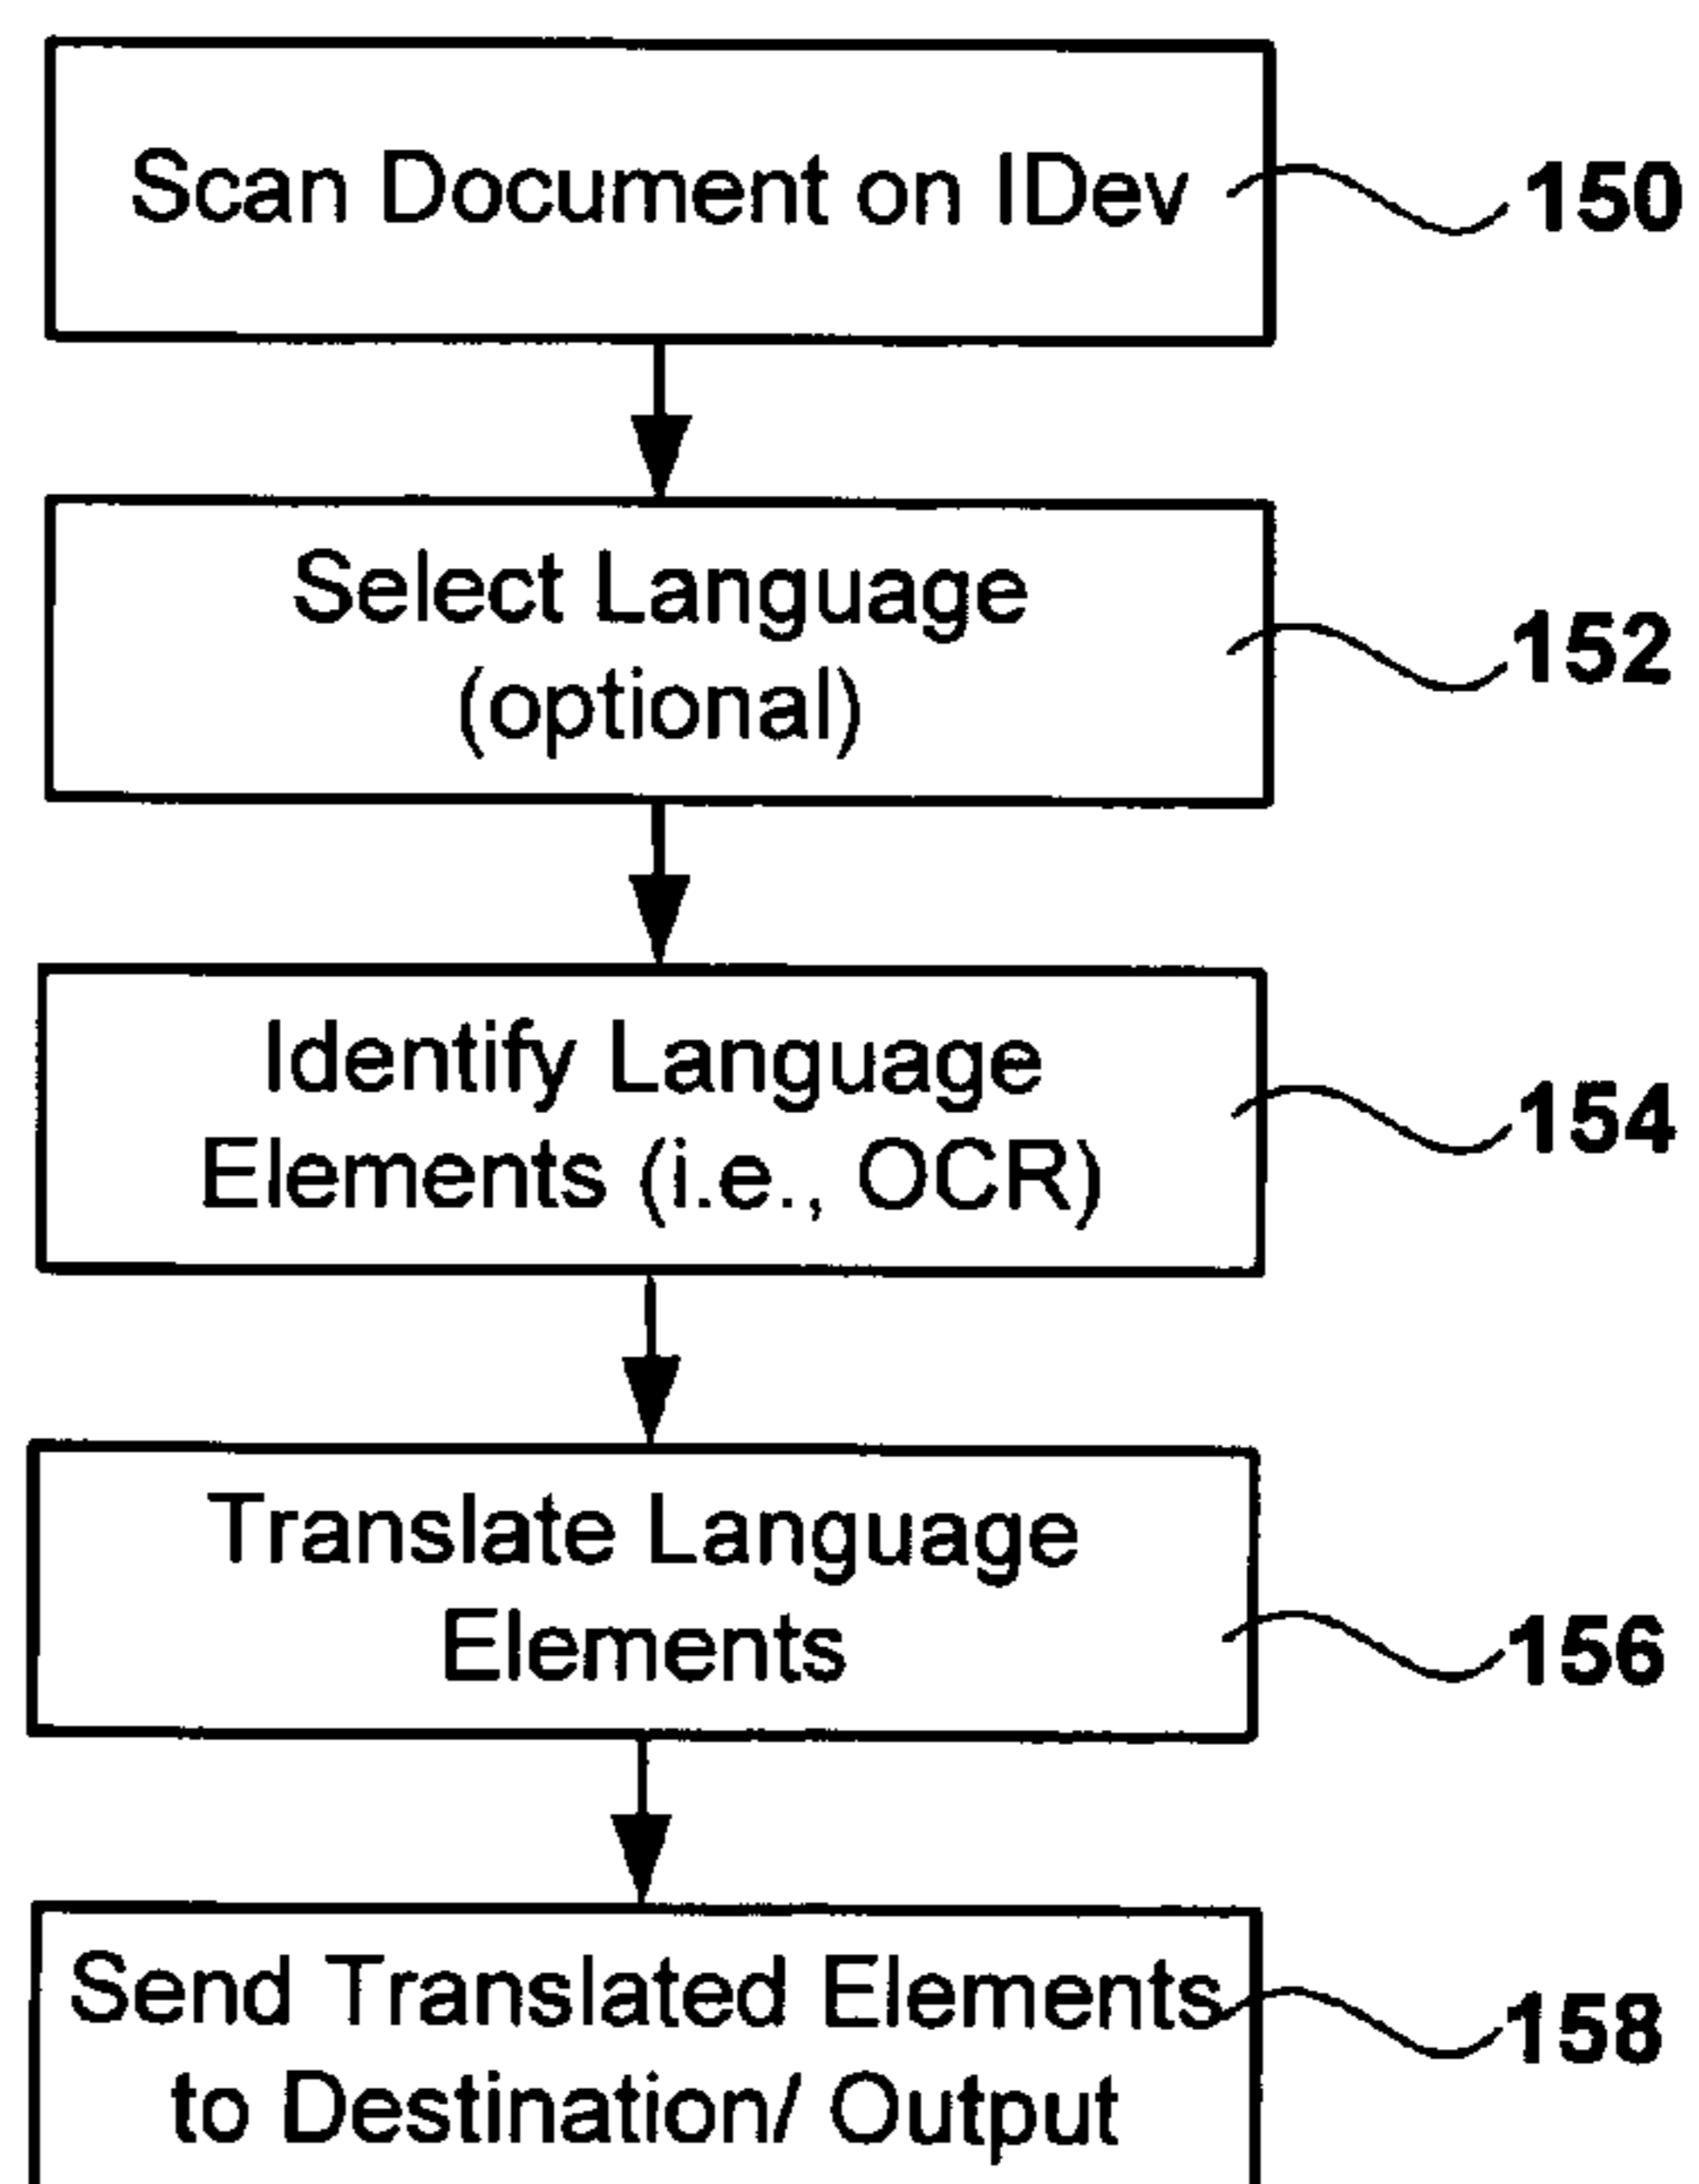 Scan Document on IDev
150
Select Language
(optional)
152
Identify Language
Elements (i.e., OCR)
154
Translate Language
Elements
156
Send Translated Elements
to Destination/ Output
158